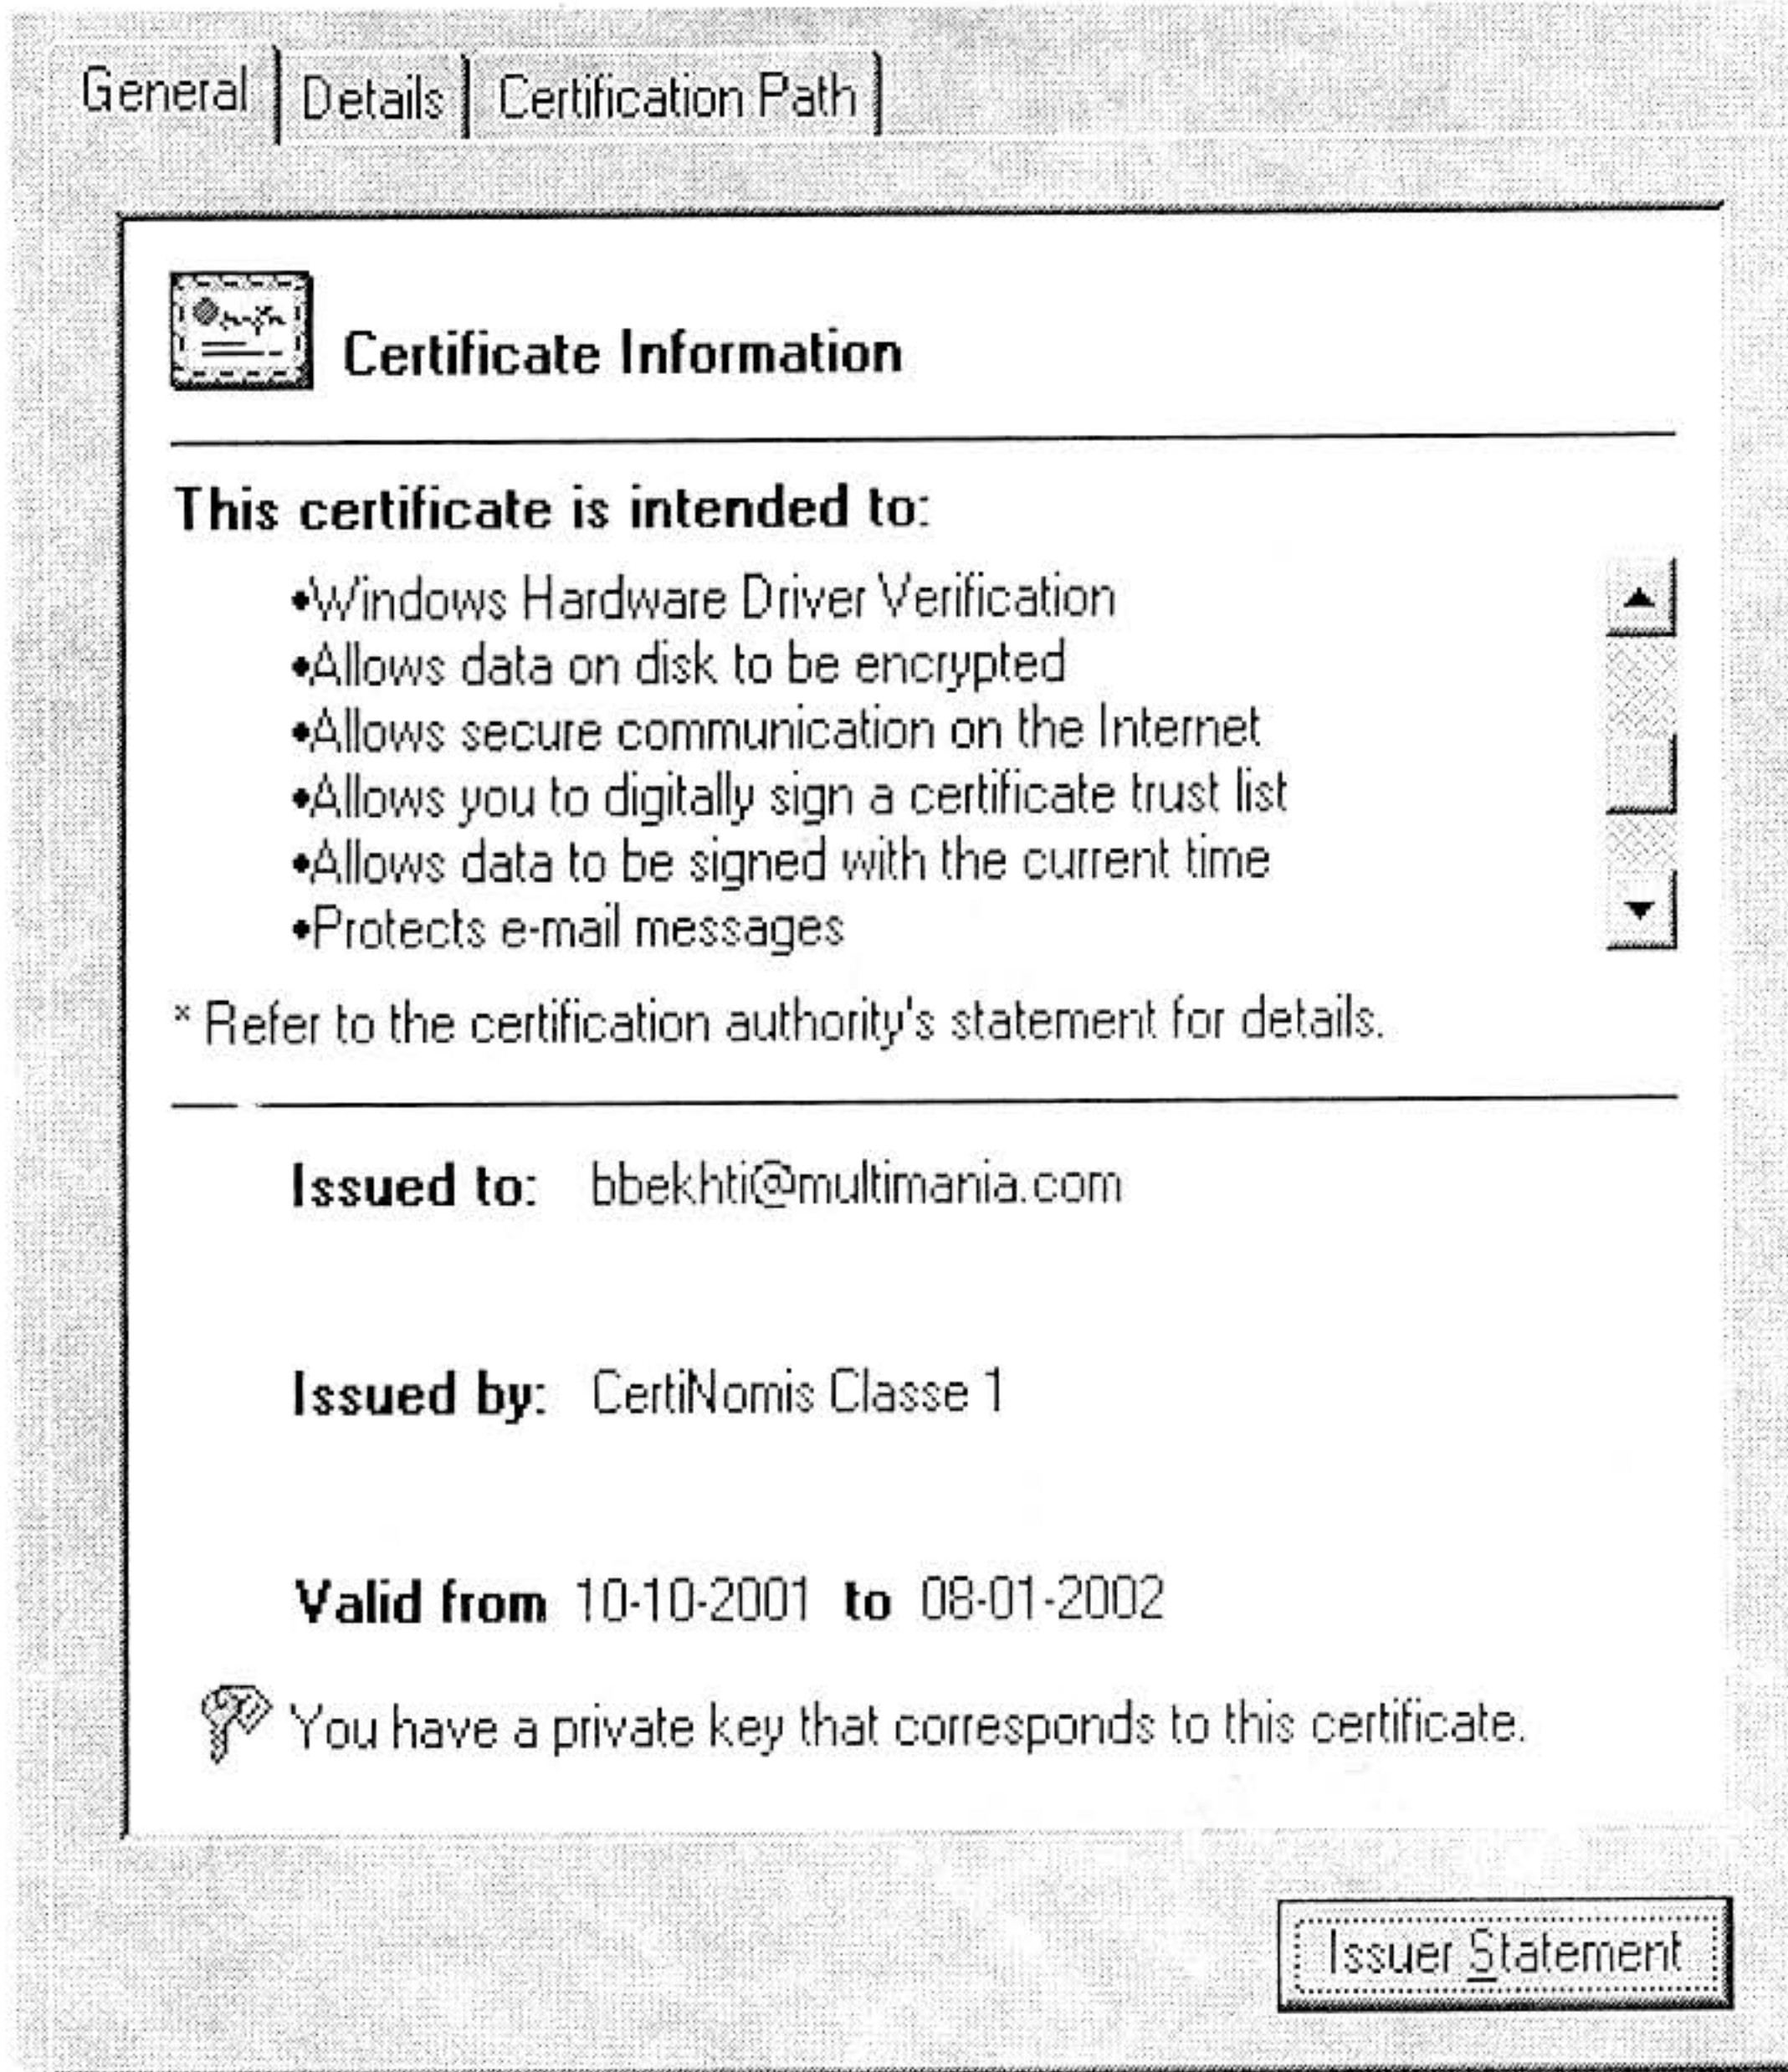 General Details Certification Path
Certificate Information
This certificate is intended to:
•Windows Hardware Driver Verification
•Allows data on disk to be encrypted
•Allows secure communication on the Internet
•Allows you to digitally sign a certificate trust list
•Allows data to be signed with the current time
•Protects e-mail messages
* Refer to the certification authority's statement for details.
Issued to: bbekhti@multimania.com
Issued by: CertiNomis Classe 1
Valid from 10-10-2001 to 08-01-2002
You have a private key that corresponds to this certificate.
Issuer Statement